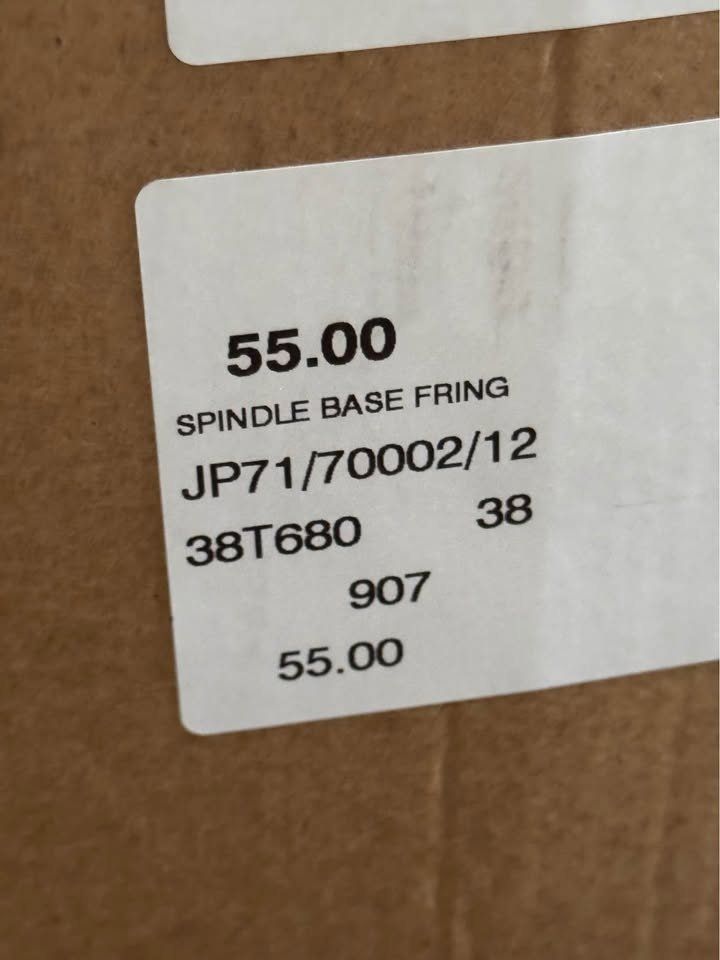 55.00
SPINDLE BASE FRING
JP71/70002/12
38T680 38
907
55.00